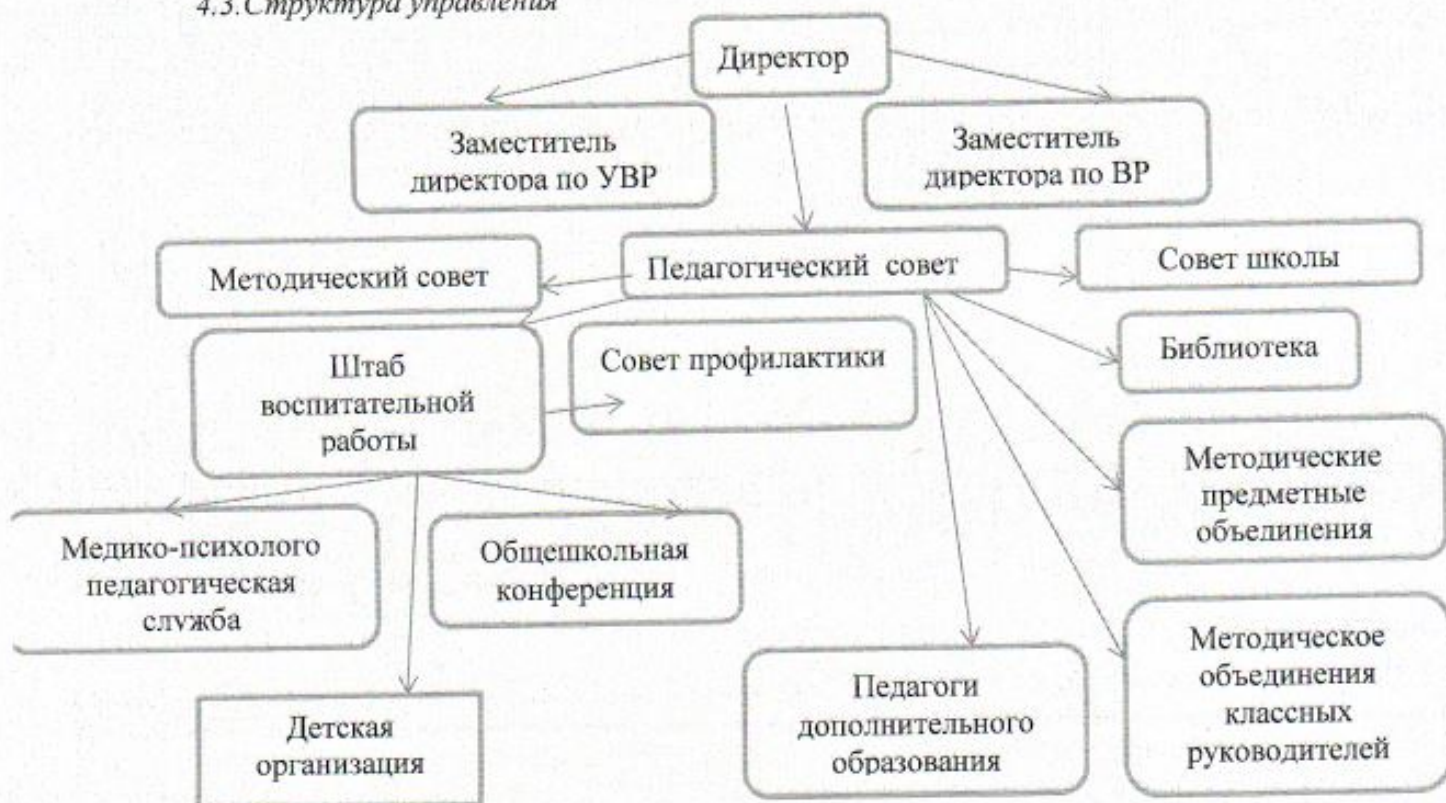 4.3.Структура управления
Директор
Заместитель
директора по УВР
Заместитель
директора по ВР
Методический совет
Педагогический совет
Совет школы
Штаб
воспитательной
работы
Совет профилактики
Библиотека
Методические
предметные
объединения
Медико-психолого
педагогическая
служба
Общешкольная
конференция
Детская
организация
Педагоги
дополнительного
образования
Методическое
объединения
классных
руководителей